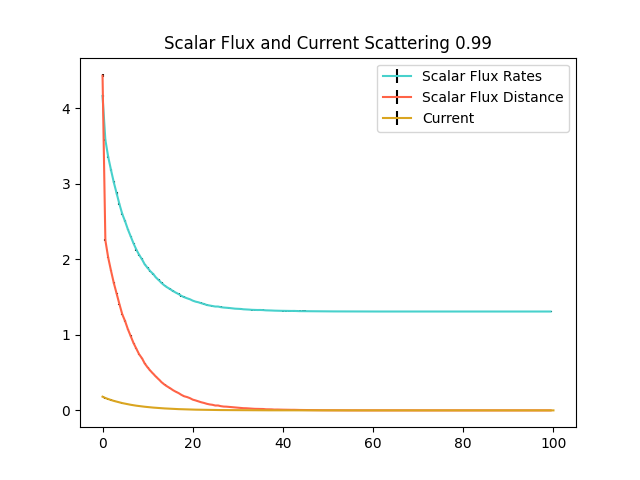 Scalar Flux and Current Scattering 0.99
Scalar Flux Rates
Scalar Flux Distance
Current
4
3
2
1
0
0 20 40 60 80 100